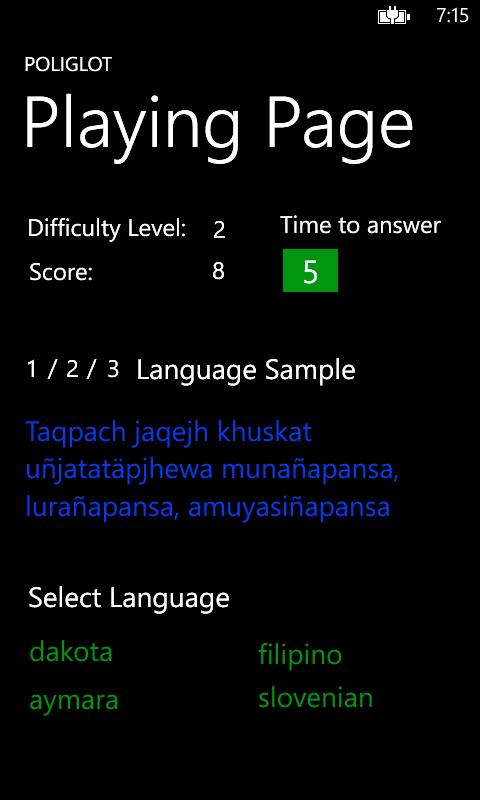 7:15
POLIGLOT
Playing Page
Difficulty Level: 2
Time to answer
Score: 8
5
1 / 2 / 3 Language Sample
Taqpach jaqejh khuskat
uñjatatäpjhewa munañapansa,
lurañapansa, amuyasiñapansa
Select Language
dakota
filipino
aymara
slovenian